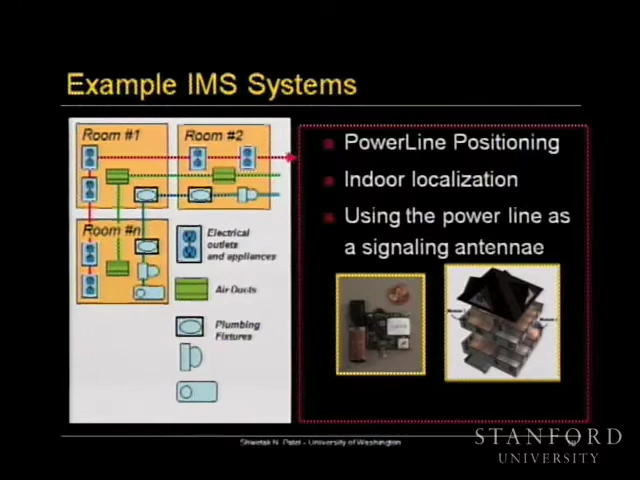 Example IMS Systems
Room #1
Room #2
Room #n
Electrical
outlets
and appliances
Air Ducts
Plumbing
Fixtures
PowerLine Positioning
Indoor localization
Using the power line as
a signaling antennae
Shwetak N. Patel - University of Washington
STANFORD
UNIVERSITY